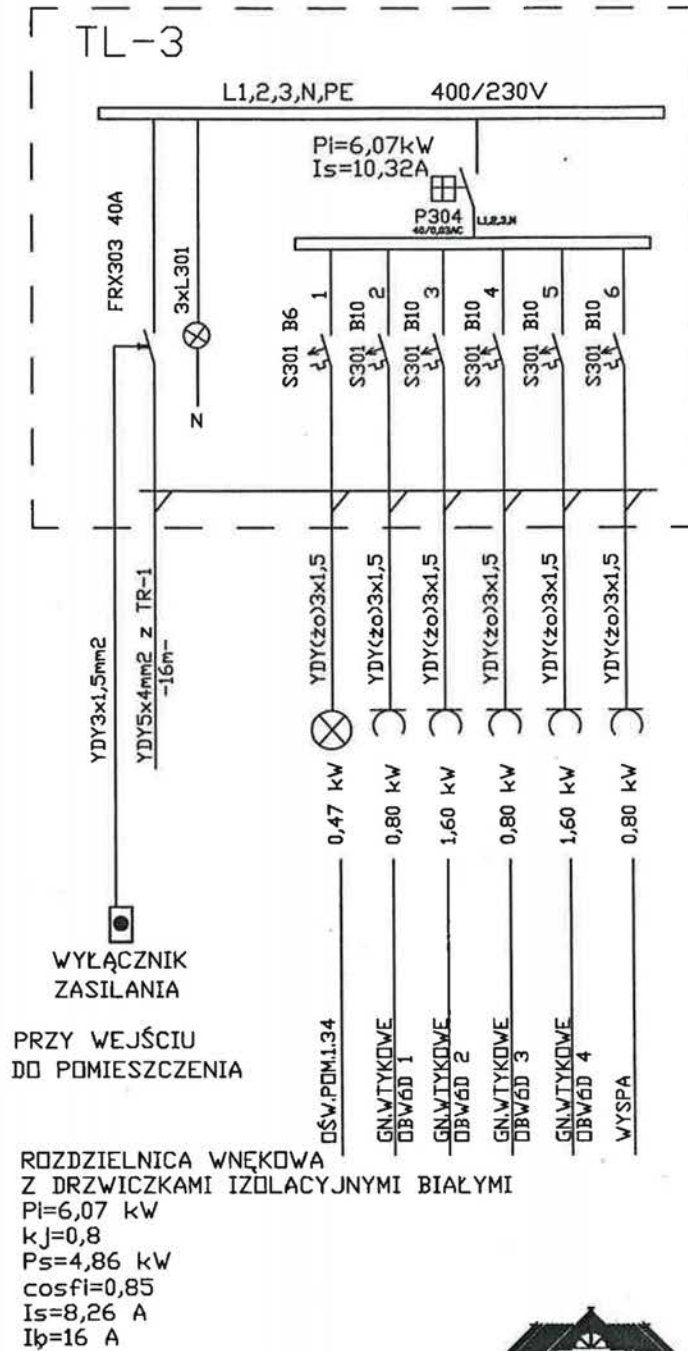 TL-3
L1,2,3,N,PE 400/230V
Pi=6,07kW
Is=10,32A
P304
40/0,03AC
L1,2,3,N
FRX303 40A
3xL301
N
S301 B6 1
S301 B10 2
S301 B10 3
S301 B10 4
S301 B10 5
S301 B10 6
YDY3x1,5mm2
YDY5x4mm2 z TR-1
-16m-
YDY(żo)3x1,5
YDY(żo)3x1,5
YDY(żo)3x1,5
YDY(żo)3x1,5
YDY(żo)3x1,5
YDY(żo)3x1,5
0,47 kW
0,80 kW
1,60 kW
0,80 kW
1,60 kW
0,80 kW
WYŁĄCZNIK
ZASILANIA
PRZY WEJŚCIU
DO POMIESZCZENIA
OŚW.POM.1.34
GN.WTYKOWE
OBWÓD 1
GN.WTYKOWE
OBWÓD 2
GN.WTYKOWE
OBWÓD 3
GN.WTYKOWE
OBWÓD 4
WYSPA
ROZDZIELNICA WNĘKOWA
Z DRZWICZKAMI IZOLACYJNYMI BIAŁYMI
Pi=6,07 kW
kj=0,8
Ps=4,86 kW
cosfi=0,85
Is=8,26 A
Ib=16 A